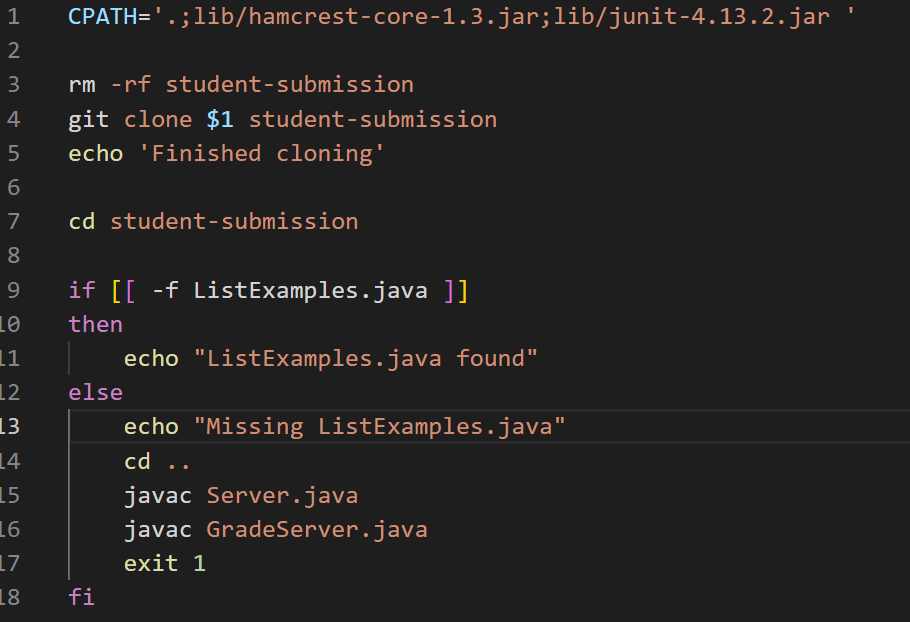 1 CPATH='.;lib/hamcrest-core-1.3.jar;lib/junit-4.13.2.jar '
2
3 rm -rf student-submission
4 git clone $1 student-submission
5 echo 'Finished cloning'
6
7 cd student-submission
8
9 if [[ -f ListExamples.java ]]
10 then
11     echo "ListExamples.java found"
12 else
13     echo "Missing ListExamples.java"
14     cd ..
15     javac Server.java
16     javac GradeServer.java
17     exit 1
18 fi